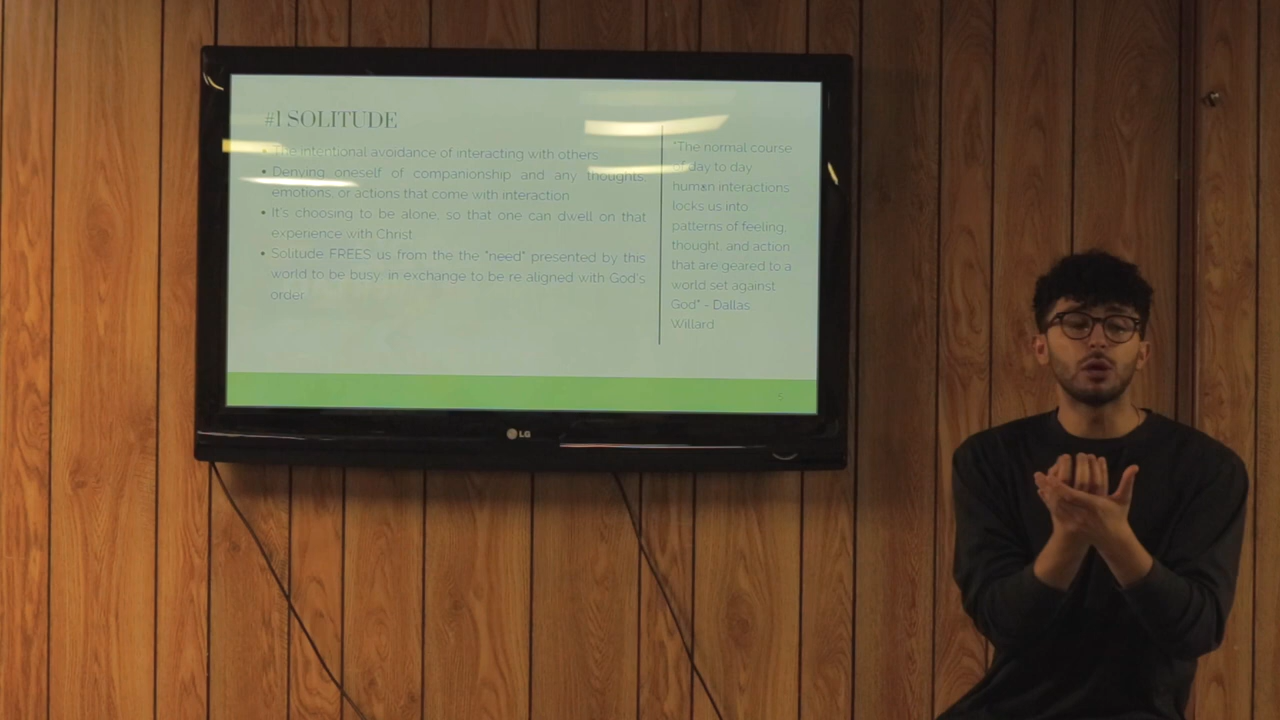 #1 SOLITUDE
• The intentional avoidance of interacting with others
• Denying oneself of companionship and any thoughts,
emotions, or actions that come with interaction
• It's choosing to be alone, so that one can dwell on that
experience with Christ
• Solitude FREES us from the the "need" presented by this
world to be busy, in exchange to be re aligned with God's
order
"The normal course
of day to day
human interactions
locks us into
patterns of feeling,
thought, and action
that are geared to a
world set against
God" - Dallas
Willard
5
LG